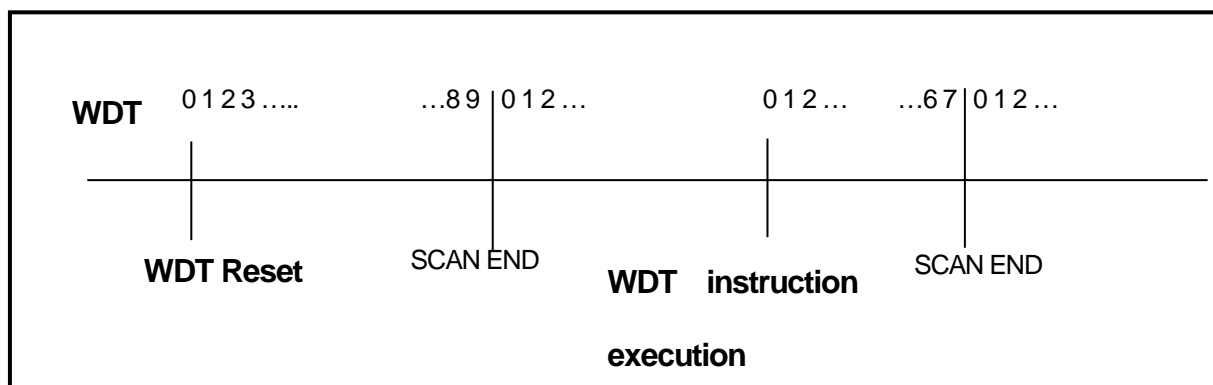 WDT 0 1 2 3 ….. …8 9 0 1 2 … 0 1 2 … …6 7 0 1 2 …
WDT Reset SCAN END WDT instruction SCAN END
execution